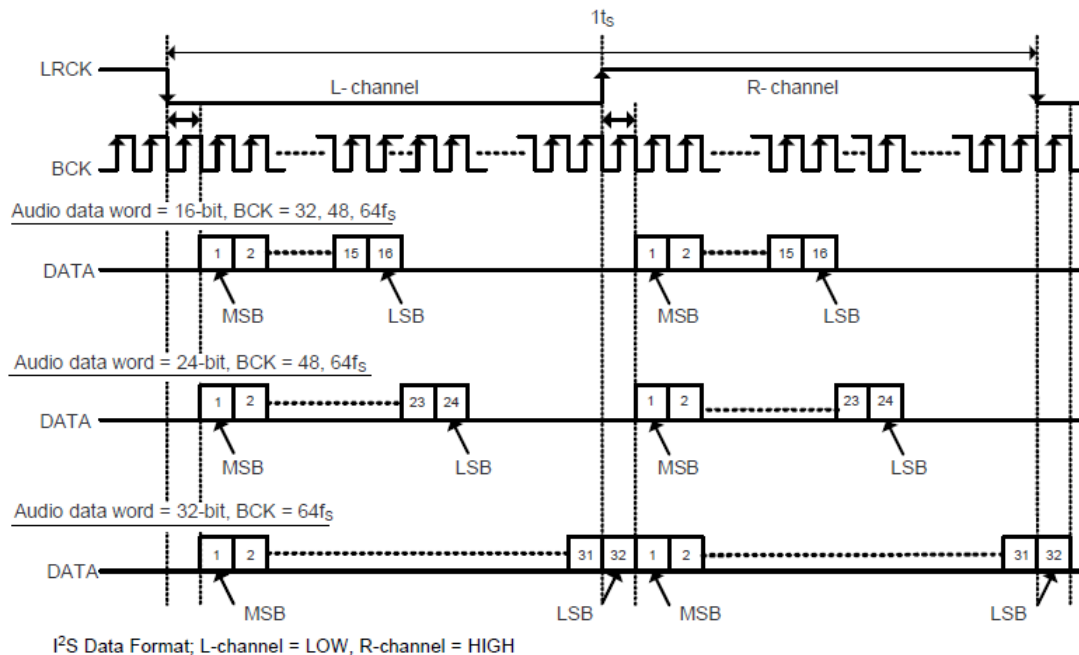 1tS
LRCK
L- channel
R- channel
BCK
Audio data word = 16-bit, BCK = 32, 48, 64fS
1 2 15 16 1 2 15 16
DATA
MSB LSB MSB LSB
Audio data word = 24-bit, BCK = 48, 64fS
1 2 23 24 1 2 23 24
DATA
MSB LSB MSB LSB
Audio data word = 32-bit, BCK = 64fS
1 2 31 32 1 2 31 32
DATA
MSB LSB MSB LSB
I²S Data Format; L-channel = LOW, R-channel = HIGH